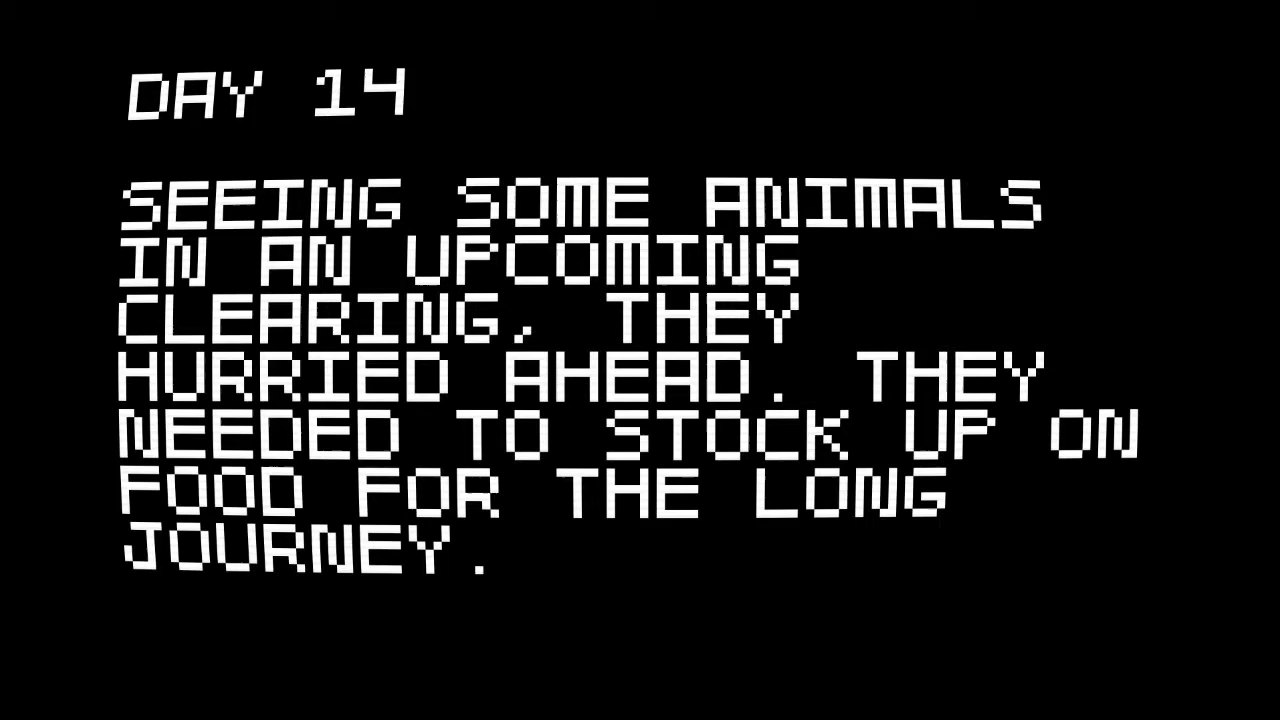 DAY 14
SEEING SOME ANIMALS
IN AN UPCOMING
CLEARING, THEY
HURRIED AHEAD. THEY
NEEDED TO STOCK UP ON
FOOD FOR THE LONG
JOURNEY.